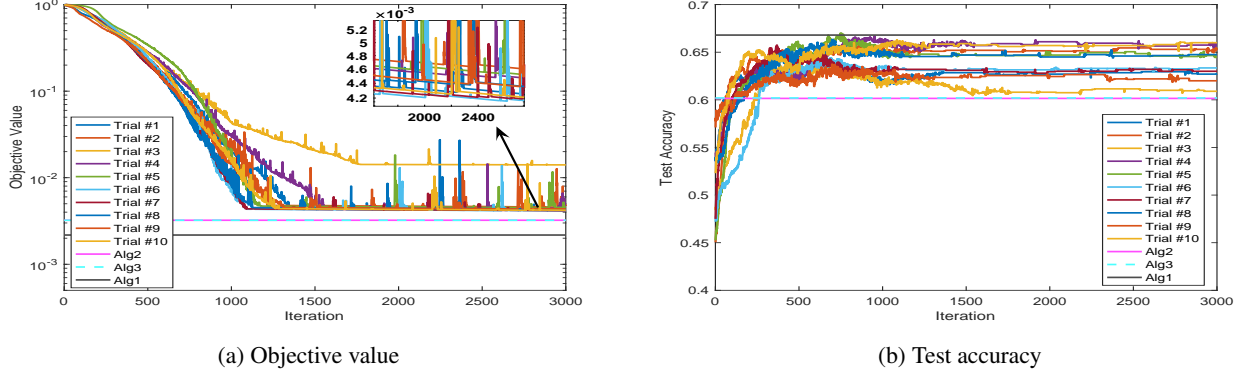 10^0
10^-1
10^-2
10^-3
Objective Value
×10^-3
5.2
5
4.8
4.6
4.4
4.2
2000 2400
Trial #1
Trial #2
Trial #3
Trial #4
Trial #5
Trial #6
Trial #7
Trial #8
Trial #9
Trial #10
Alg2
Alg3
Alg1
0 500 1000 1500 2000 2500 3000
Iteration
(a) Objective value
0.7
0.65
0.6
0.55
0.5
0.45
0.4
Test Accuracy
Trial #1
Trial #2
Trial #3
Trial #4
Trial #5
Trial #6
Trial #7
Trial #8
Trial #9
Trial #10
Alg2
Alg3
Alg1
0 500 1000 1500 2000 2500 3000
Iteration
(b) Test accuracy